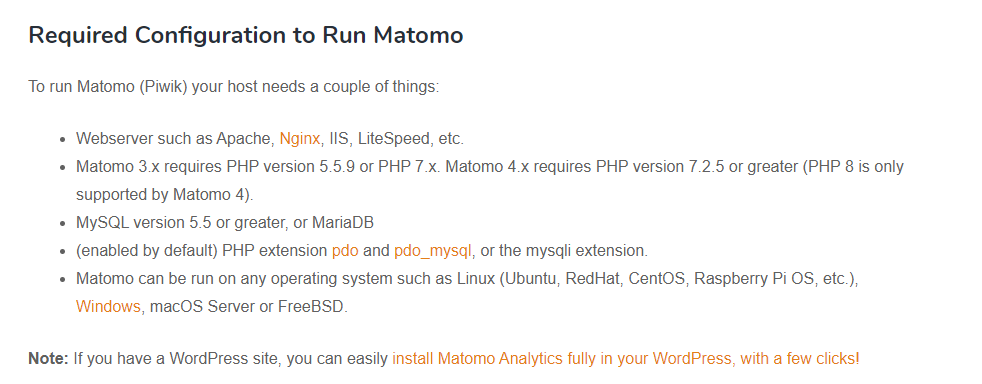 Required Configuration to Run Matomo
To run Matomo (Piwik) your host needs a couple of things:
• Webserver such as Apache, Nginx, IIS, LiteSpeed, etc.
• Matomo 3.x requires PHP version 5.5.9 or PHP 7.x. Matomo 4.x requires PHP version 7.2.5 or greater (PHP 8 is only
supported by Matomo 4).
• MySQL version 5.5 or greater, or MariaDB
• (enabled by default) PHP extension pdo and pdo_mysql, or the mysqli extension.
• Matomo can be run on any operating system such as Linux (Ubuntu, RedHat, CentOS, Raspberry Pi OS, etc.),
Windows, macOS Server or FreeBSD.
Note: If you have a WordPress site, you can easily install Matomo Analytics fully in your WordPress, with a few clicks!